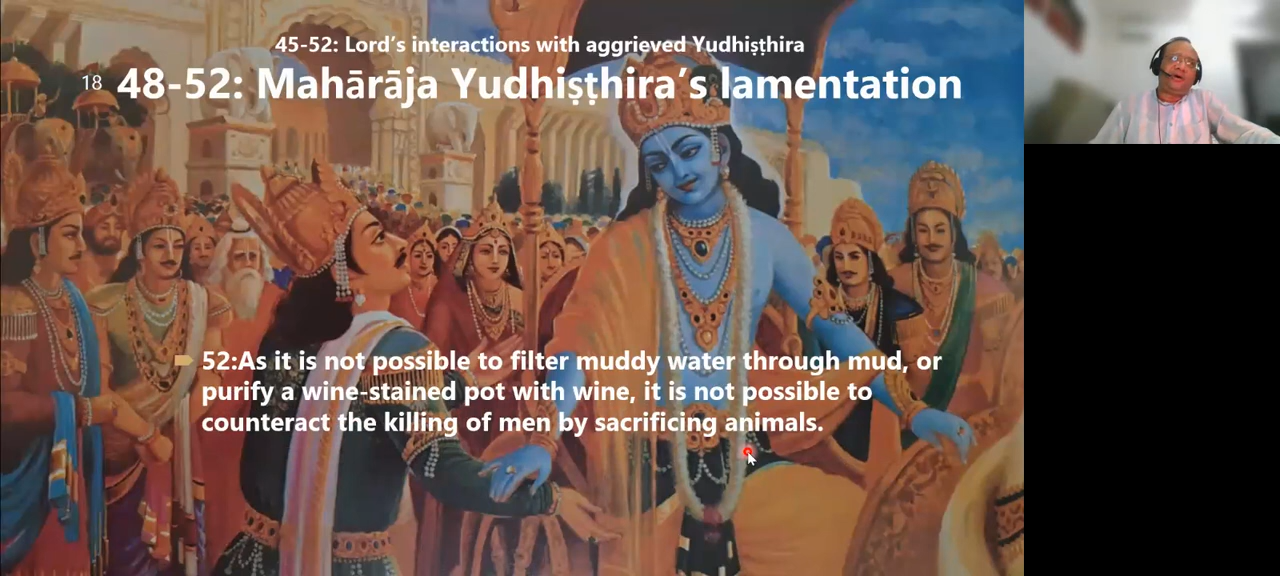 45-52: Lord's interactions with aggrieved Yudhiṣṭhira
18 48-52: Mahārāja Yudhiṣṭhira's lamentation
52:As it is not possible to filter muddy water through mud, or
purify a wine-stained pot with wine, it is not possible to
counteract the killing of men by sacrificing animals.